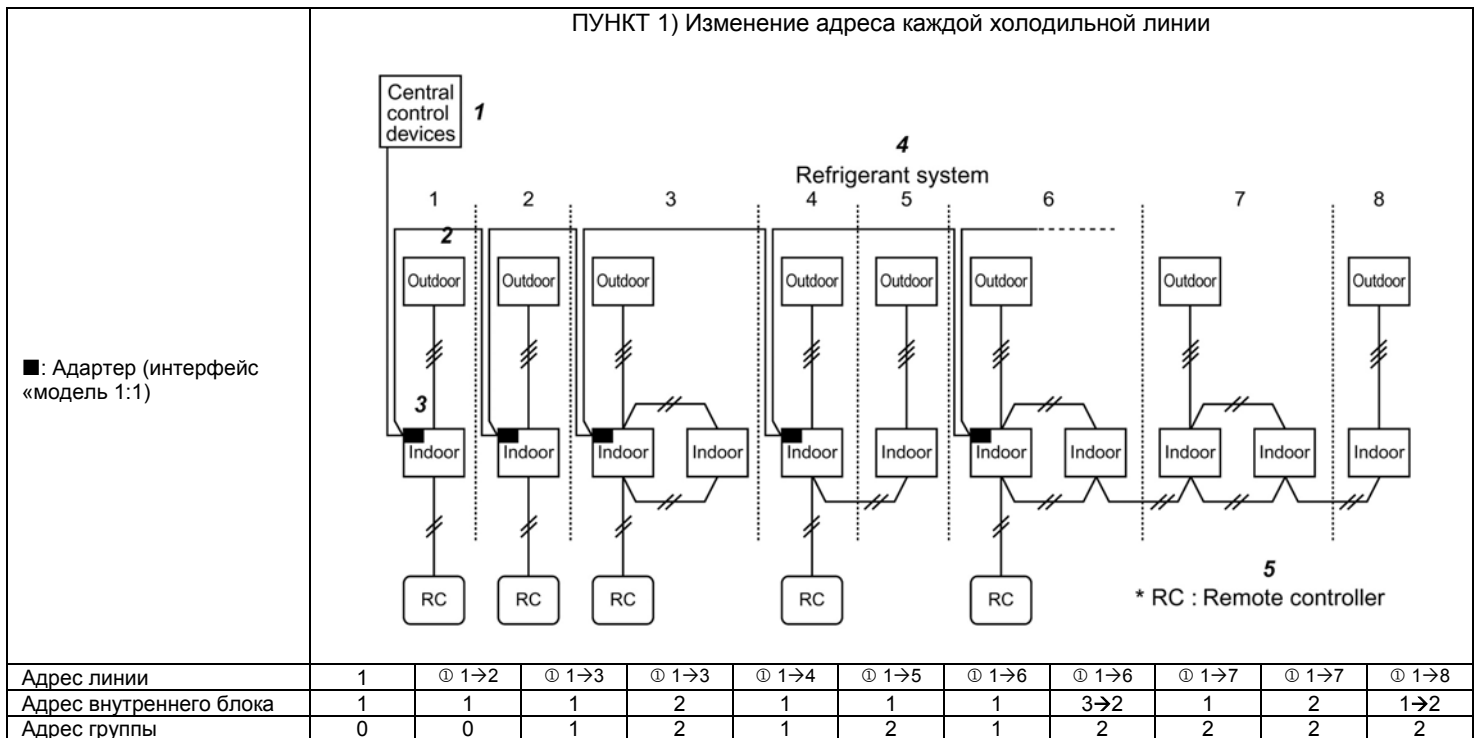 ПУНКТ 1) Изменение адреса каждой холодильной линии
Central
control
devices
1
4
Refrigerant system
1 2 3 4 5 6 7 8
2
Outdoor Outdoor Outdoor Outdoor Outdoor Outdoor Outdoor Outdoor
■: Адартер (интерфейс
«модель 1:1)
3
Indoor Indoor Indoor Indoor Indoor Indoor Indoor Indoor Indoor Indoor Indoor
5
RC RC RC RC RC * RC : Remote controller
Адрес линии 1 ① 1→2 ① 1→3 ① 1→3 ① 1→4 ① 1→5 ① 1→6 ① 1→6 ① 1→7 ① 1→7 ① 1→8
Адрес внутреннего блока 1 1 1 2 1 1 1 3→2 1 2 1→2
Адрес группы 0 0 1 2 1 2 1 2 2 2 2